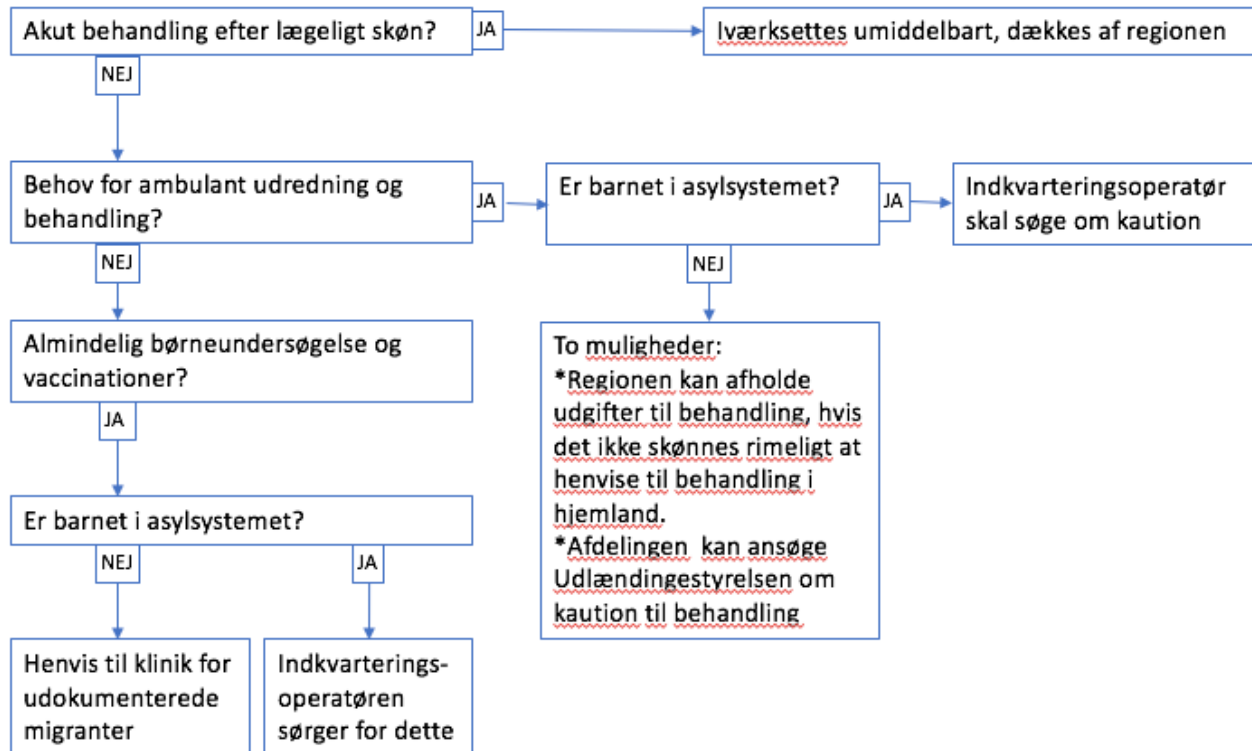 Akut behandling efter lægeligt skøn?
JA
Iværksettes umiddelbart, dækkes af regionen
NEJ
Behov for ambulant udredning og
behandling?
JA
Er barnet i asylsystemet?
JA
Indkvarteringsoperatør
skal søge om kaution
NEJ
NEJ
Almindelig børneundersøgelse og
vaccinationer?
To muligheder:
*Regionen kan afholde
udgifter til behandling, hvis
det ikke skønnes rimeligt at
henvise til behandling i
hjemland.
*Afdelingen  kan ansøge
Udlændingestyrelsen om
kaution til behandling
JA
Er barnet i asylsystemet?
NEJ
JA
Henvis til klinik for
udokumenterede
migranter
Indkvarterings-
operatøren
sørger for dette